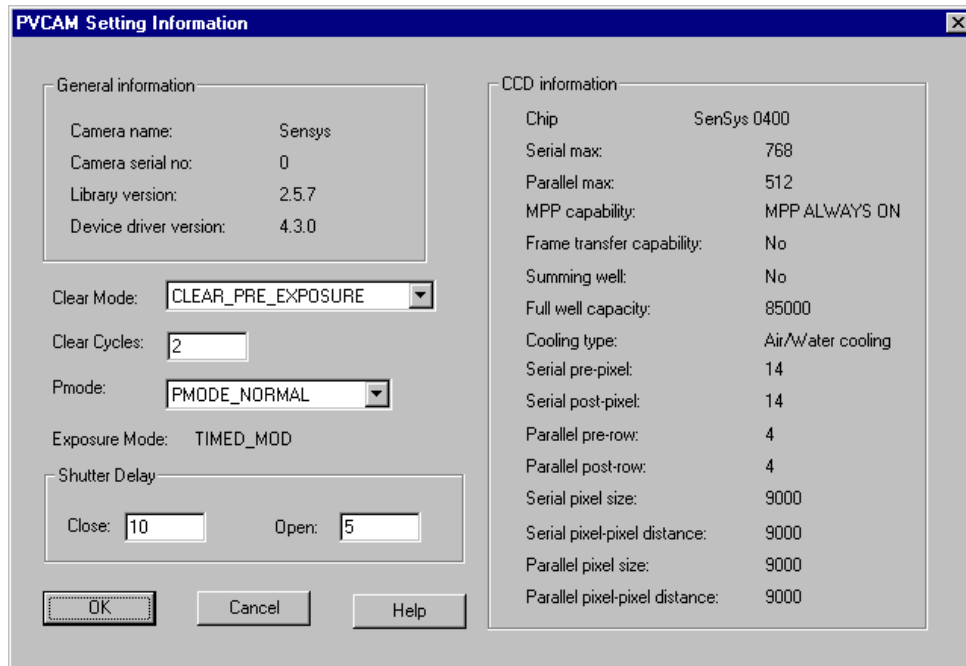 PVCAM Setting Information
General information
Camera name: Sensys
Camera serial no: 0
Library version: 2.5.7
Device driver version: 4.3.0
Clear Mode: CLEAR_PRE_EXPOSURE
Clear Cycles: 2
Pmode: PMODE_NORMAL
Exposure Mode: TIMED_MOD
Shutter Delay
Close: 10 Open: 5
OK Cancel Help
CCD information
Chip SenSys 0400
Serial max: 768
Parallel max: 512
MPP capability: MPP ALWAYS ON
Frame transfer capability: No
Summing well: No
Full well capacity: 85000
Cooling type: Air/Water cooling
Serial pre-pixel: 14
Serial post-pixel: 14
Parallel pre-row: 4
Parallel post-row: 4
Serial pixel size: 9000
Serial pixel-pixel distance: 9000
Parallel pixel size: 9000
Parallel pixel-pixel distance: 9000